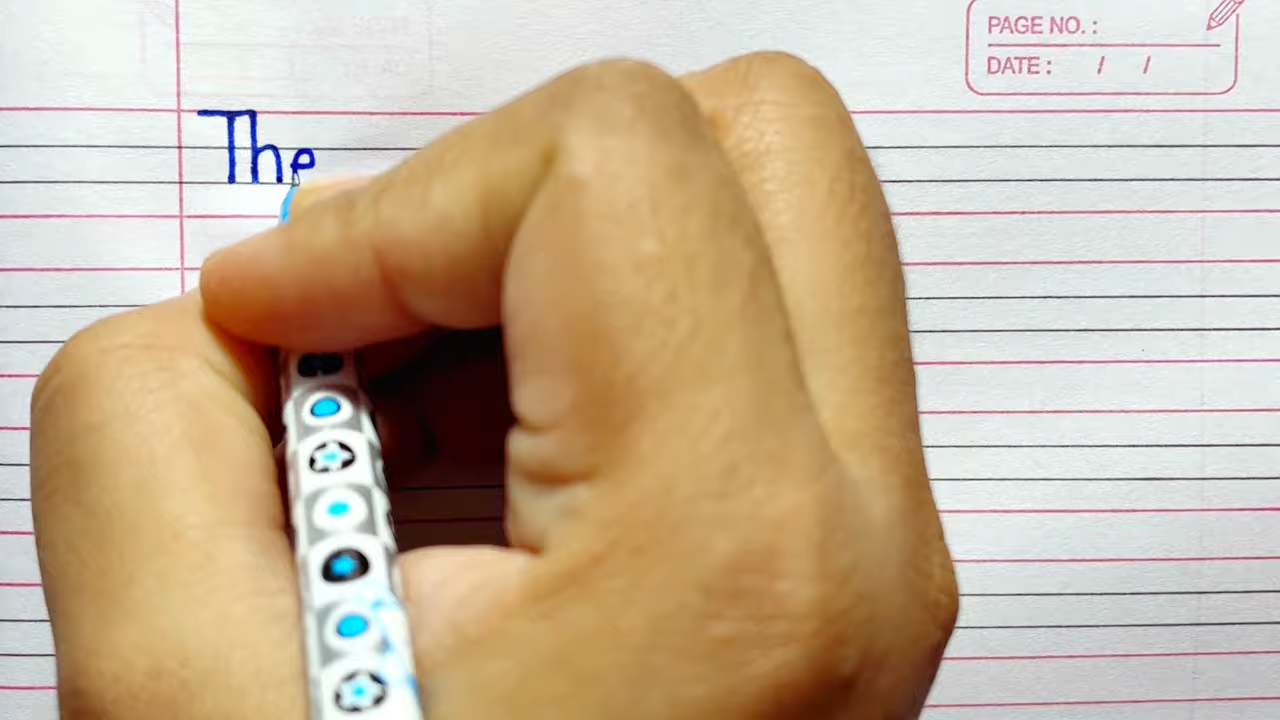 PAGE NO. :
DATE : / /
The